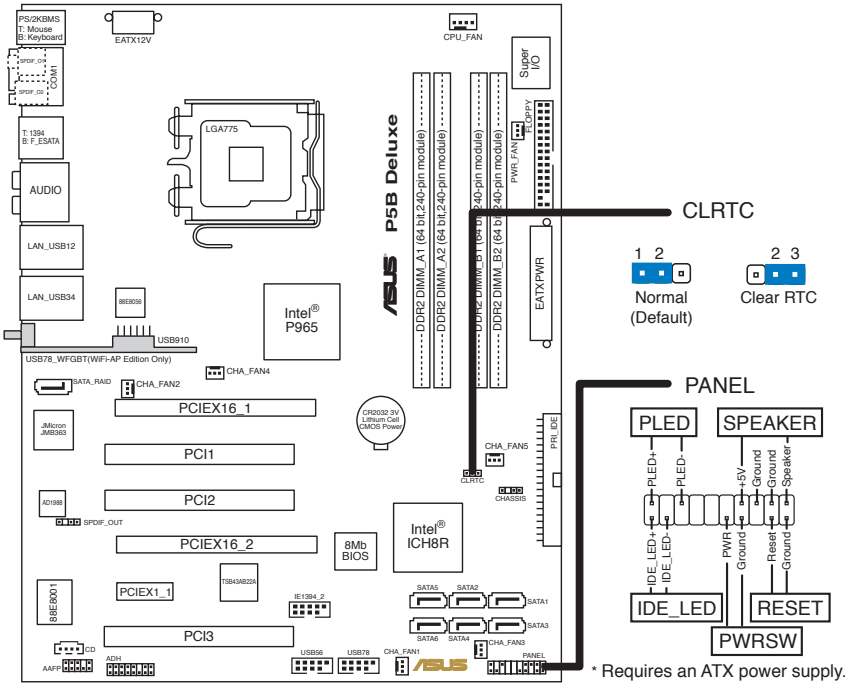 PS/2KBMS
T: Mouse
B: Keyboard
EATX12V
CPU_FAN
Super
I/O
SPDIF_O1
SPDIF_O2
COM1
LGA775
T: 1394
B: F_ESATA
AUDIO
LAN_USB12
LAN_USB34
88E8056
USB910
USB78_WFGBT(WiFi-AP Edition Only)
Intel®
P965
ASUS P5B Deluxe
DDR2 DIMM_A1 (64 bit,240-pin module)
DDR2 DIMM_A2 (64 bit,240-pin module)
DDR2 DIMM_B1 (64 bit,240-pin module)
DDR2 DIMM_B2 (64 bit,240-pin module)
PWR_FAN
FLOPPY
EATXPWR
SATA_RAID
CHA_FAN2
CHA_FAN4
PCIEX16_1
CR2032 3V
Lithium Cell
CMOS Power
JMicron
JMB363
PCI1
CHA_FAN5
PRI_IDE
CLRTC
CHASSIS
AD1988
PCI2
SPDIF_OUT
PCIEX16_2
8Mb
BIOS
Intel®
ICH8R
88E8001
PCIEX1_1
TSB43AB22A
IE1394_2
SATA5
SATA2
SATA1
SATA6
SATA4
SATA3
PCI3
CD
AAFP
ADH
USB56
USB78
CHA_FAN1
ASUS
CHA_FAN3
PANEL
CLRTC
1 2
2 3
Normal
(Default)
Clear RTC
PANEL
PLED
SPEAKER
PLED+
PLED-
+5V
Ground
Ground
Speaker
IDE_LED+
IDE_LED-
PWR
Ground
Reset
Ground
IDE_LED
RESET
PWRSW
* Requires an ATX power supply.